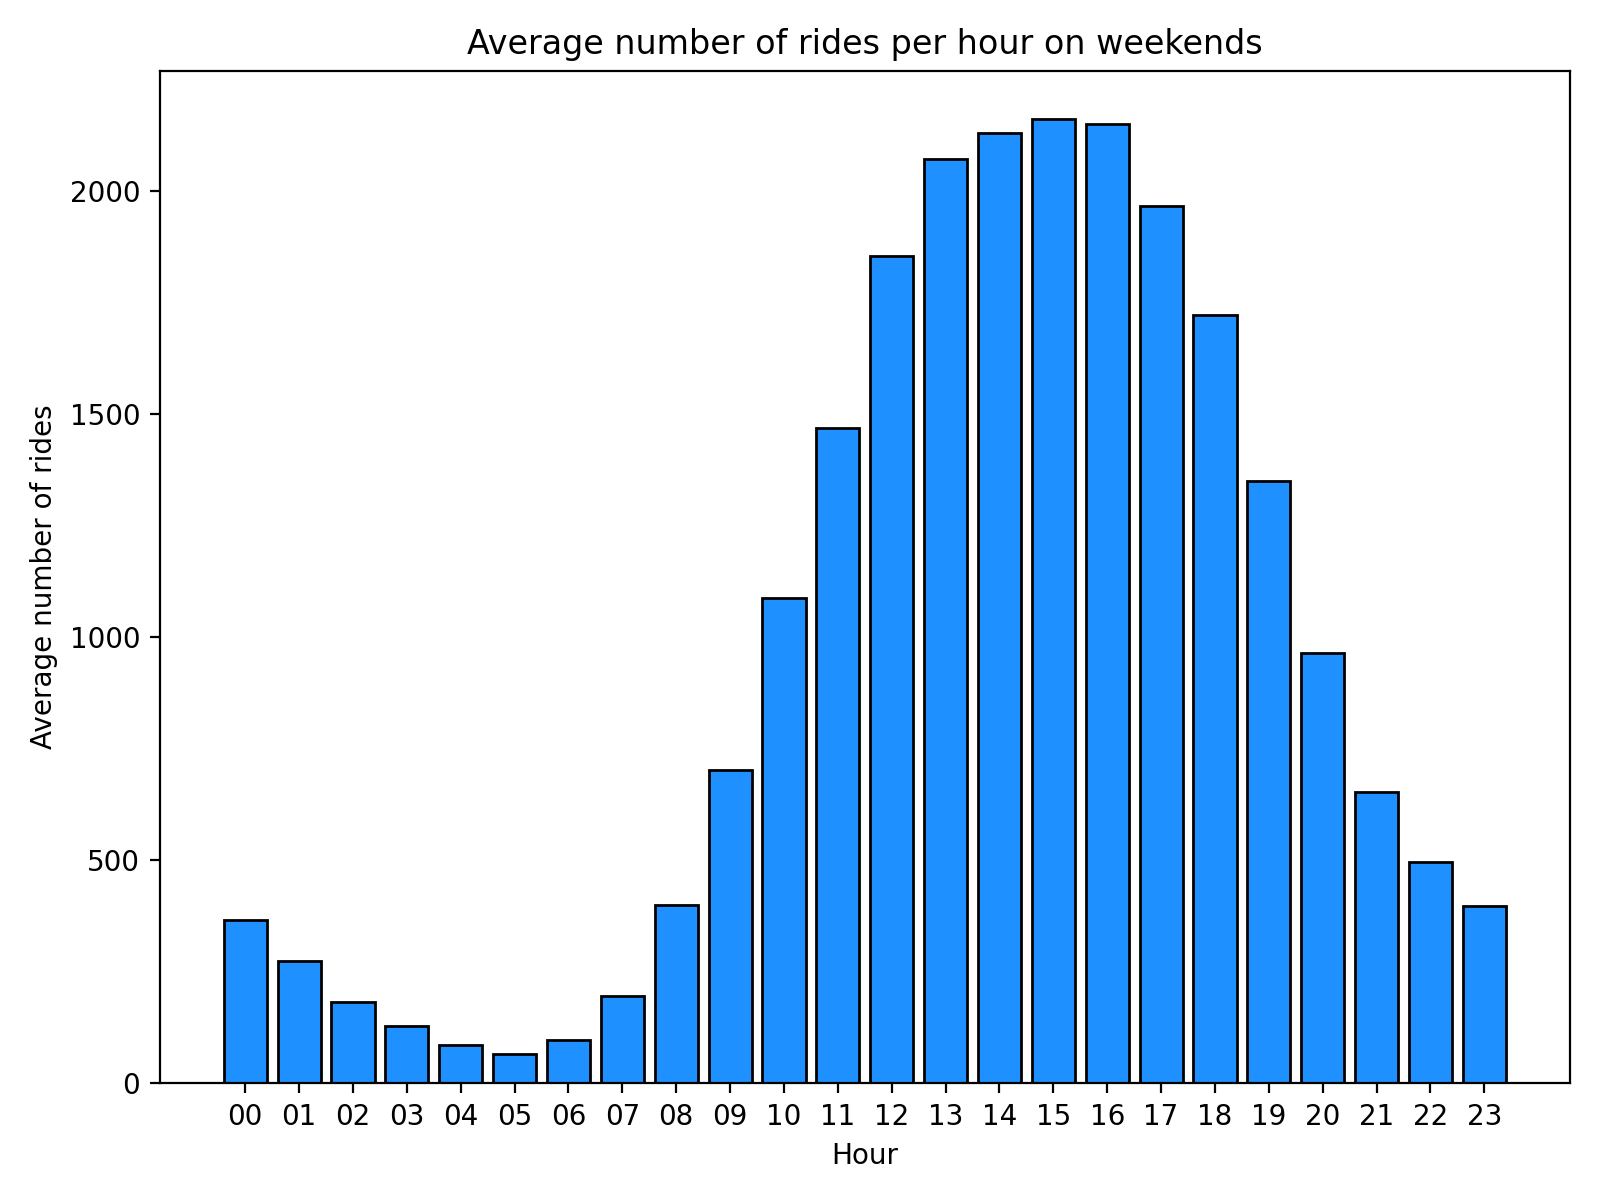 Average number of rides per hour on weekends
Average number of rides
2000
1500
1000
500
0
00 01 02 03 04 05 06 07 08 09 10 11 12 13 14 15 16 17 18 19 20 21 22 23
Hour